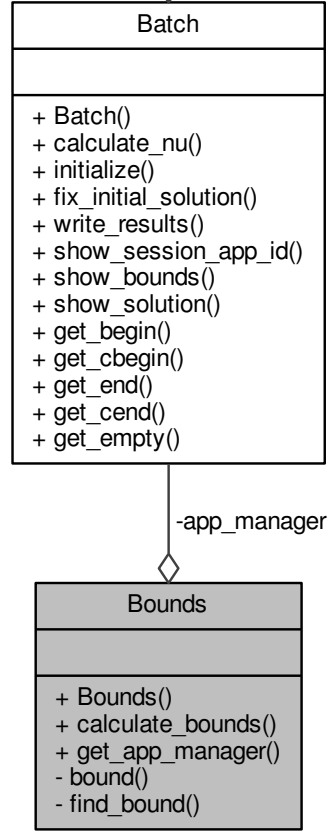 Batch
+ Batch()
+ calculate_nu()
+ initialize()
+ fix_initial_solution()
+ write_results()
+ show_session_app_id()
+ show_bounds()
+ show_solution()
+ get_begin()
+ get_cbegin()
+ get_end()
+ get_cend()
+ get_empty()
-app_manager
Bounds
+ Bounds()
+ calculate_bounds()
+ get_app_manager()
- bound()
- find_bound()